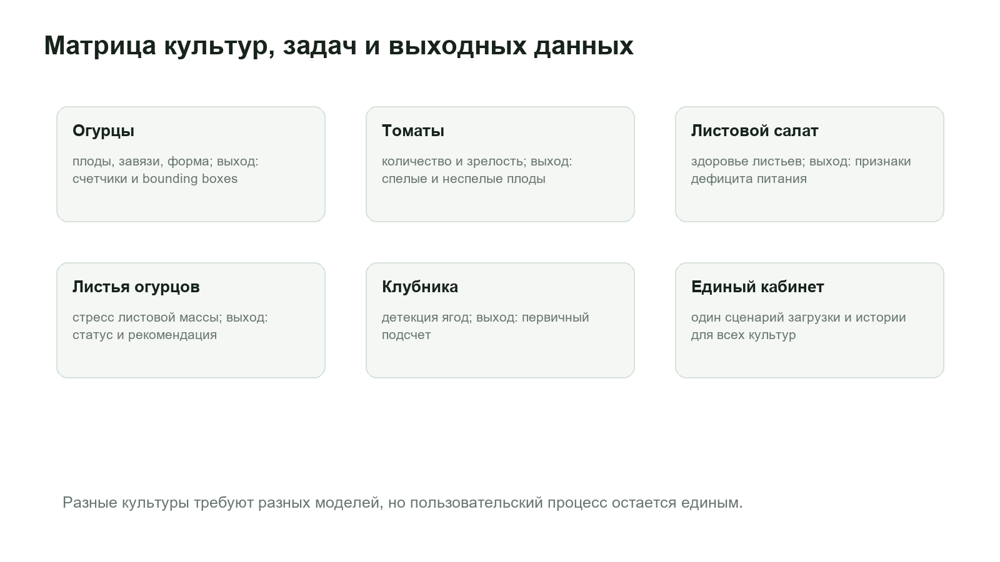 Матрица культур, задач и выходных данных
Огурцы
плоды, завязи, форма; выход:
счетчики и bounding boxes
Томаты
количество и зрелость; выход:
спелые и неспелые плоды
Листовой салат
здоровье листьев; выход: признаки
дефицита питания
Листья огурцов
стресс листовой массы; выход:
статус и рекомендация
Клубника
детекция ягод; выход: первичный
подсчет
Единый кабинет
один сценарий загрузки и истории
для всех культур
Разные культуры требуют разных моделей, но пользовательский процесс остается единым.